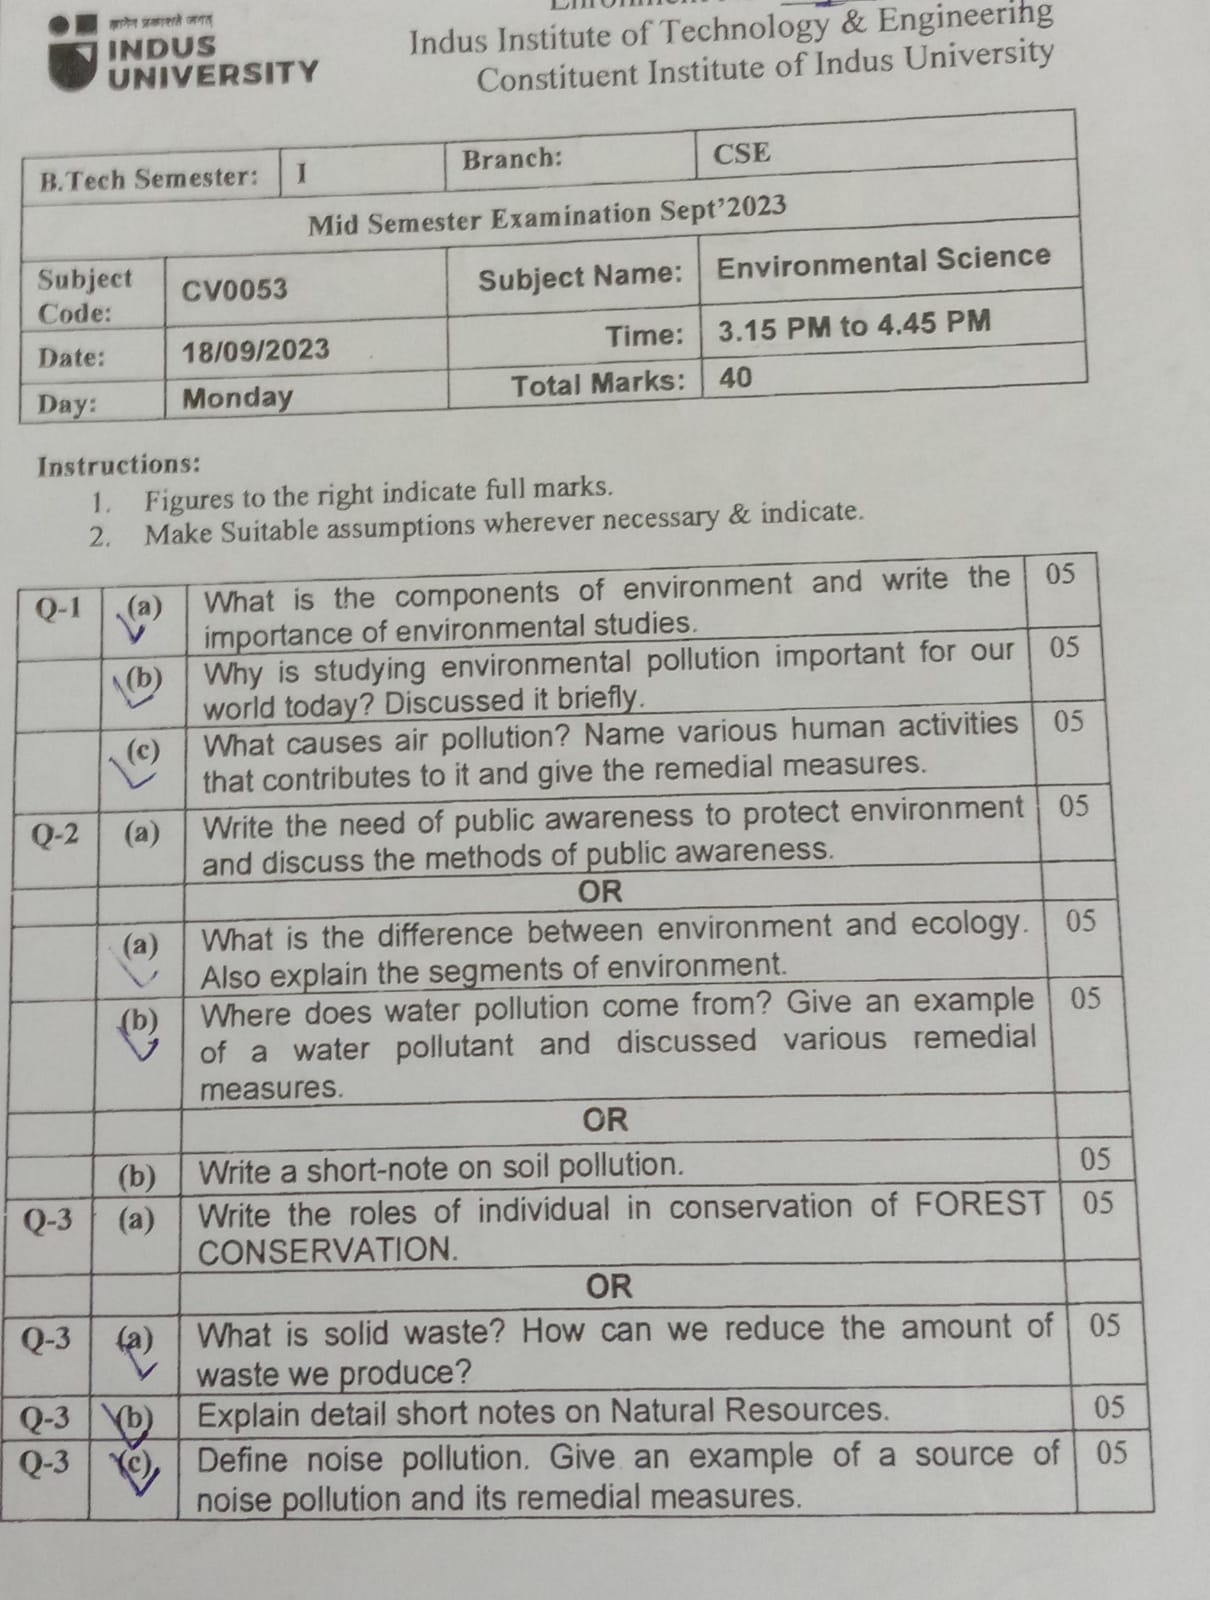 ज्ञानेन प्रकाशते जगत्
INDUS
UNIVERSITY
Indus Institute of Technology & Engineering
Constituent Institute of Indus University
B.Tech Semester: I Branch: CSE
Mid Semester Examination Sept'2023
Subject Code: CV0053 Subject Name: Environmental Science
Date: 18/09/2023 Time: 3.15 PM to 4.45 PM
Day: Monday Total Marks: 40
Instructions:
1. Figures to the right indicate full marks.
2. Make Suitable assumptions wherever necessary & indicate.
Q-1 (a) What is the components of environment and write the 05
importance of environmental studies.
(b) Why is studying environmental pollution important for our 05
world today? Discussed it briefly.
(c) What causes air pollution? Name various human activities 05
that contributes to it and give the remedial measures.
Q-2 (a) Write the need of public awareness to protect environment 05
and discuss the methods of public awareness.
OR
(a) What is the difference between environment and ecology. 05
Also explain the segments of environment.
(b) Where does water pollution come from? Give an example 05
of a water pollutant and discussed various remedial
measures.
OR
(b) Write a short-note on soil pollution. 05
Q-3 (a) Write the roles of individual in conservation of FOREST 05
CONSERVATION.
OR
Q-3 (a) What is solid waste? How can we reduce the amount of 05
waste we produce?
Q-3 (b) Explain detail short notes on Natural Resources. 05
Q-3 (c) Define noise pollution. Give an example of a source of 05
noise pollution and its remedial measures.